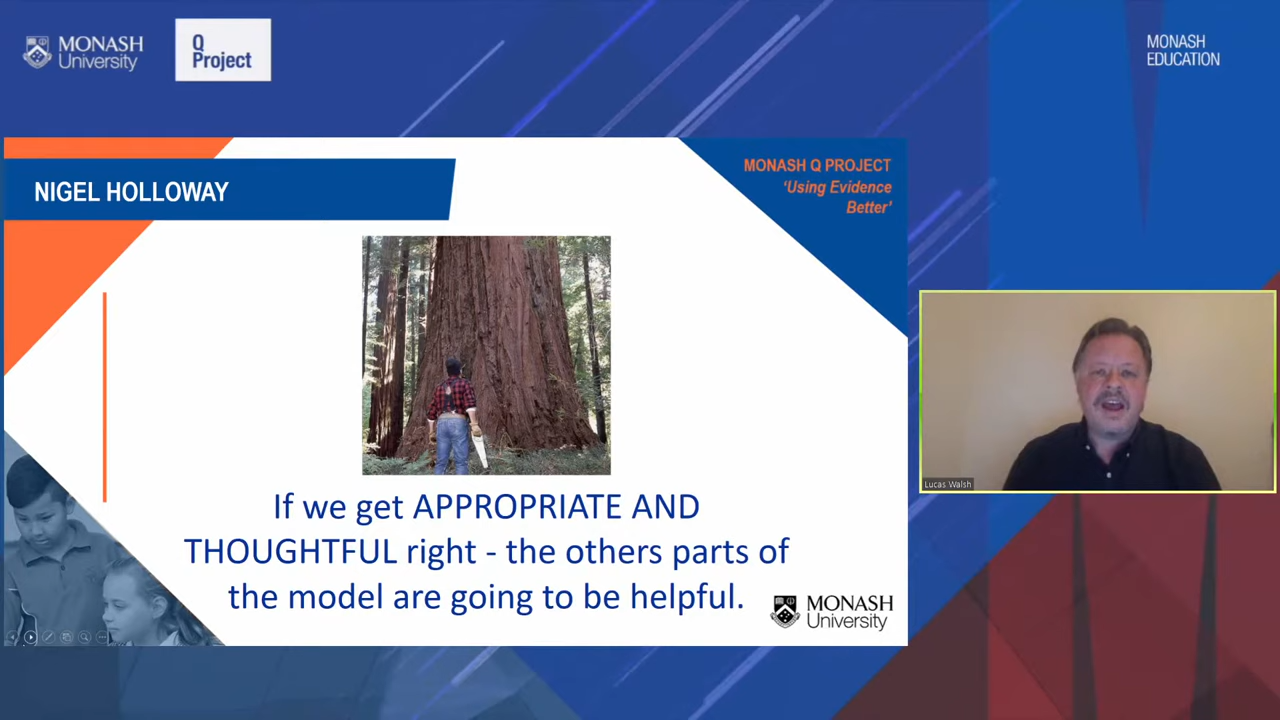 MONASH
University
Q
Project
MONASH
EDUCATION
NIGEL HOLLOWAY
MONASH Q PROJECT
‘Using Evidence
Better’
If we get APPROPRIATE AND
THOUGHTFUL right - the others parts of
the model are going to be helpful.
MONASH
University
Lucas Walsh